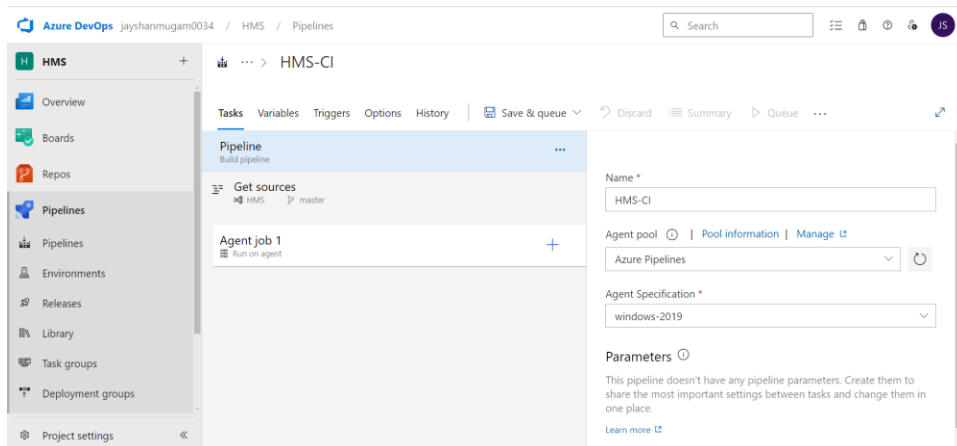 Azure DevOps jayshanmugam0034 / HMS / Pipelines Search JS
H HMS +
Overview
Boards
Repos
Pipelines
Pipelines
Environments
Releases
Library
Task groups
Deployment groups
Project settings «
... > HMS-CI
Tasks Variables Triggers Options History Save & queue Discard Summary Queue ...
Pipeline ...
Build pipeline
Get sources
HMS master
Agent job 1 +
Run on agent
Name *
HMS-CI
Agent pool | Pool information | Manage
Azure Pipelines
Agent Specification *
windows-2019
Parameters
This pipeline doesn't have any pipeline parameters. Create them to
share the most important settings between tasks and change them in
one place.
Learn more